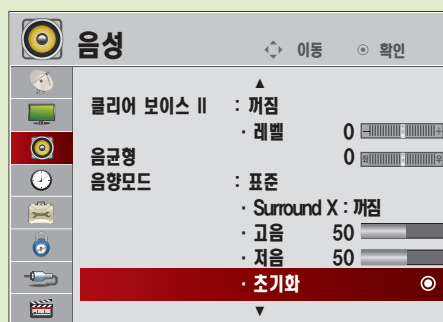 음성
이동 확인
클리어 보이스 II : 꺼짐
· 레벨 0 - +
음균형 0 좌 우
음향모드 : 표준
· Surround X : 꺼짐
· 고음 50
· 저음 50
· 초기화